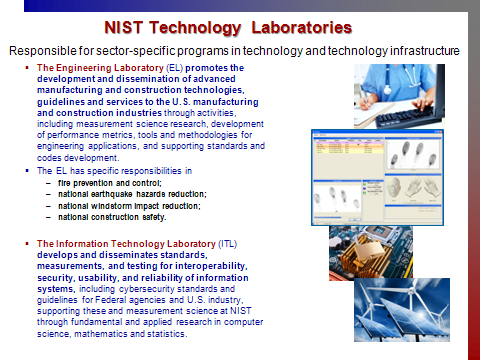 NIST Technology Laboratories
Responsible for sector-specific programs in technology and technology infrastructure
▪ The Engineering Laboratory (EL) promotes the
development and dissemination of advanced
manufacturing and construction technologies,
guidelines and services to the U.S. manufacturing
and construction industries through activities,
including measurement science research, development
of performance metrics, tools and methodologies for
engineering applications, and supporting standards and
codes development.
▪ The EL has specific responsibilities in
– fire prevention and control;
– national earthquake hazards reduction;
– national windstorm impact reduction;
– national construction safety.
▪ The Information Technology Laboratory (ITL)
develops and disseminates standards,
measurements, and testing for interoperability,
security, usability, and reliability of information
systems, including cybersecurity standards and
guidelines for Federal agencies and U.S. industry,
supporting these and measurement science at NIST
through fundamental and applied research in computer
science, mathematics and statistics.